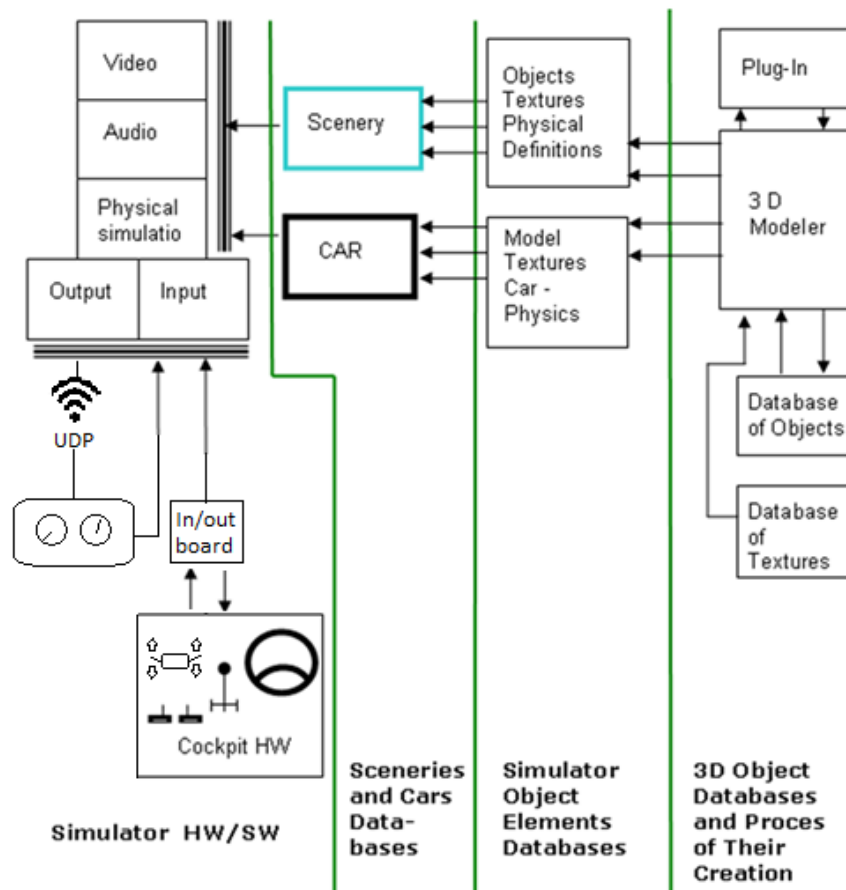 Video
Audio
Physical
simulatio
Output
Input
UDP
In/out
board
Cockpit HW
Simulator HW/SW
Scenery
CAR
Sceneries
and Cars
Data-
bases
Objects
Textures
Physical
Definitions
Model
Textures
Car -
Physics
Simulator
Object
Elements
Databases
Plug-In
3 D
Modeler
Database
of Objects
Database
of
Textures
3D Object
Databases
and Proces
of Their
Creation